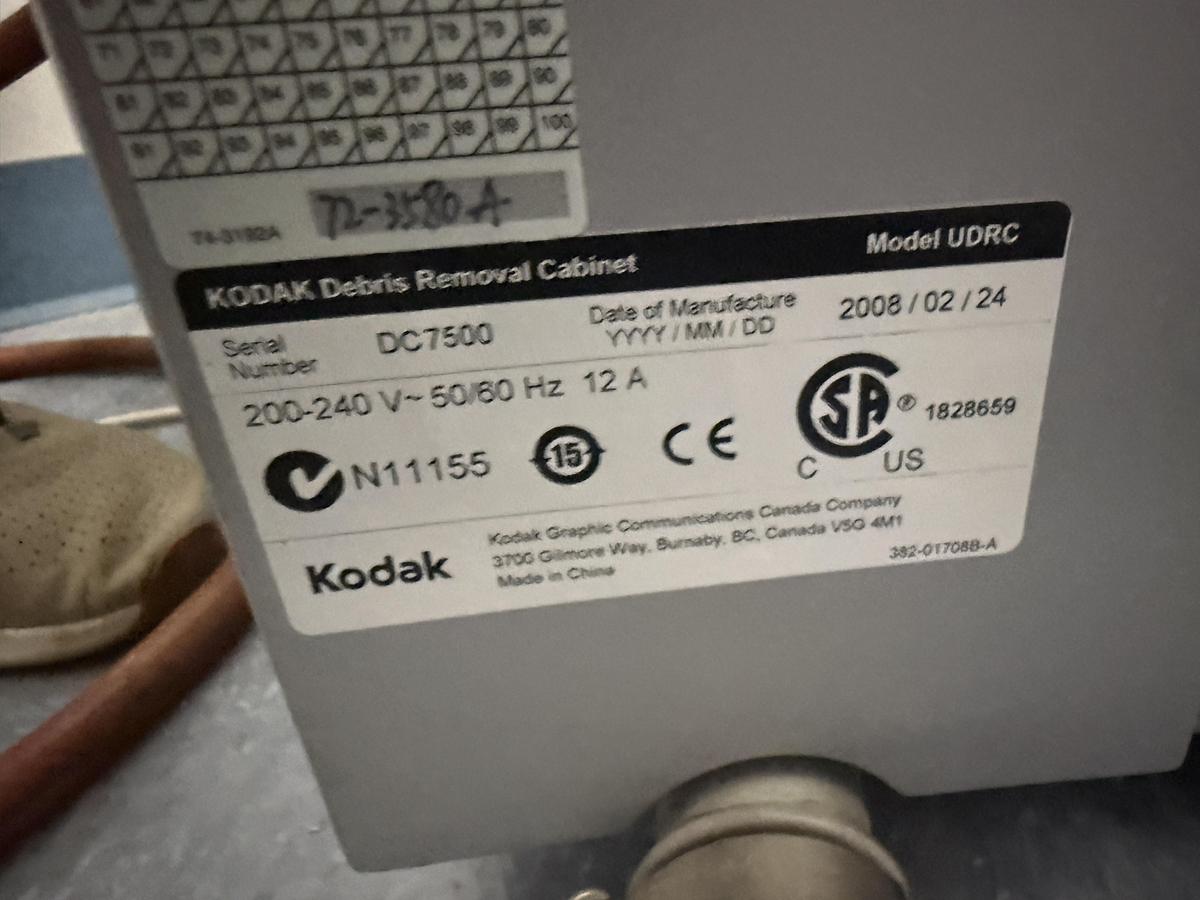 71 72 73 74 75 76 77 78 79 80
81 82 83 84 85 86 87 88 89 90
91 92 93 94 95 96 97 98 99 100
72-3580-A
74-3192A
KODAK Debris Removal Cabinet Model UDRC
Serial Number DC7500 Date of Manufacture YYYY / MM / DD 2008 / 02 / 24
200-240 V~ 50/60 Hz 12 A
N11155 15 CE CSA ® 1828659
C US
Kodak
Kodak Graphic Communications Canada Company
3700 Gilmore Way, Burnaby, BC, Canada V5G 4M1
Made in China
382-01708B-A